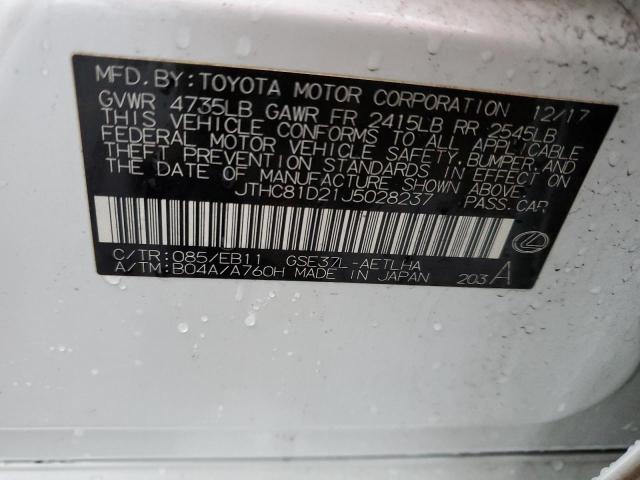 MFD.BY:TOYOTA MOTOR CORPORATION 12/17
GVWR 4735LB GAWR FR 2415LB RR 2545LB
THIS VEHICLE CONFORMS TO ALL APPLICABLE
FEDERAL MOTOR VEHICLE SAFETY, BUMPER, AND
THEFT PREVENTION STANDARDS IN EFFECT ON
THE DATE OF MANUFACTURE SHOWN ABOVE.
JTHC81D21J5028237 PASS.CAR
C/TR:085/EB11 GSE37L-AETLHA
A/TM:B04A/A760H MADE IN JAPAN 203 A